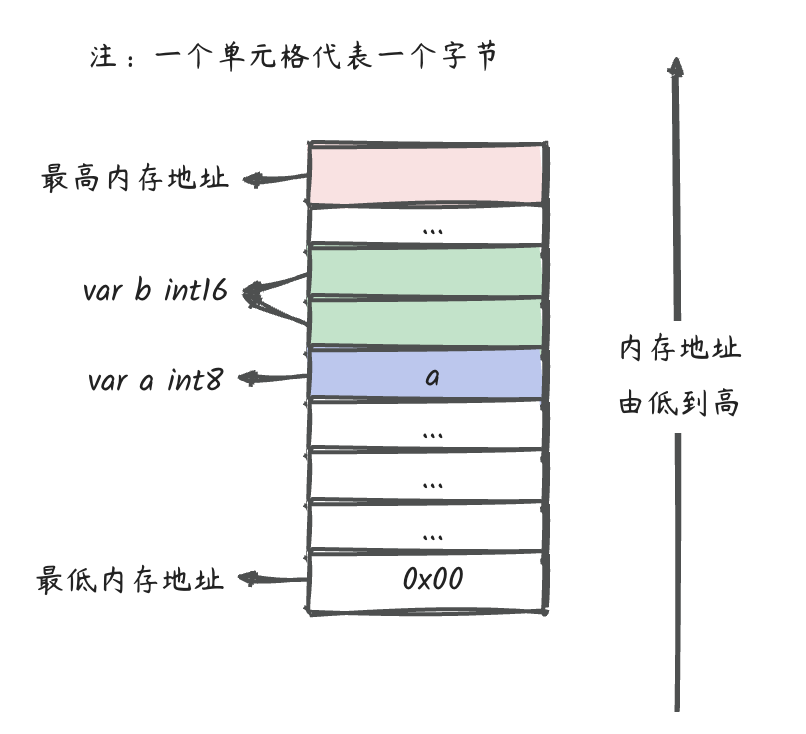 注：一个单元格代表一个字节
最高内存地址
...
var b int16
内存地址
由低到高
var a int8
a
...
...
...
最低内存地址
0x00